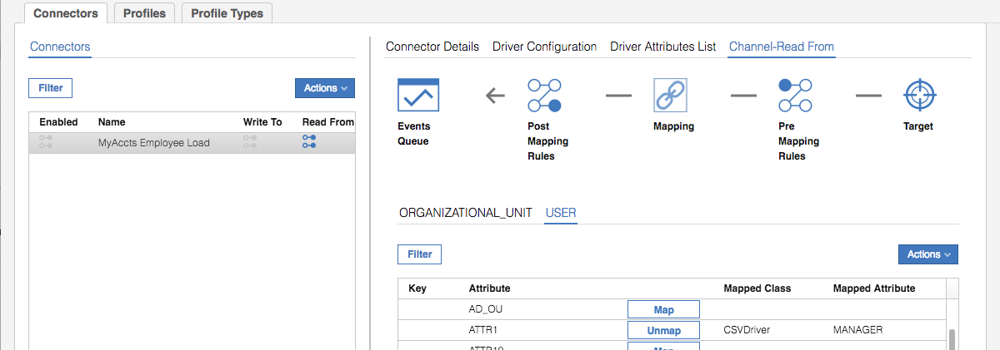 Connectors Profiles Profile Types
Connectors
Filter Actions
Enabled Name Write To Read From
MyAccts Employee Load
Connector Details Driver Configuration Driver Attributes List Channel-Read From
Events Queue
Post Mapping Rules
Mapping
Pre Mapping Rules
Target
ORGANIZATIONAL_UNIT USER
Filter Actions
Key Attribute Mapped Class Mapped Attribute
AD_OU Map
ATTR1 Unmap CSVDriver MANAGER